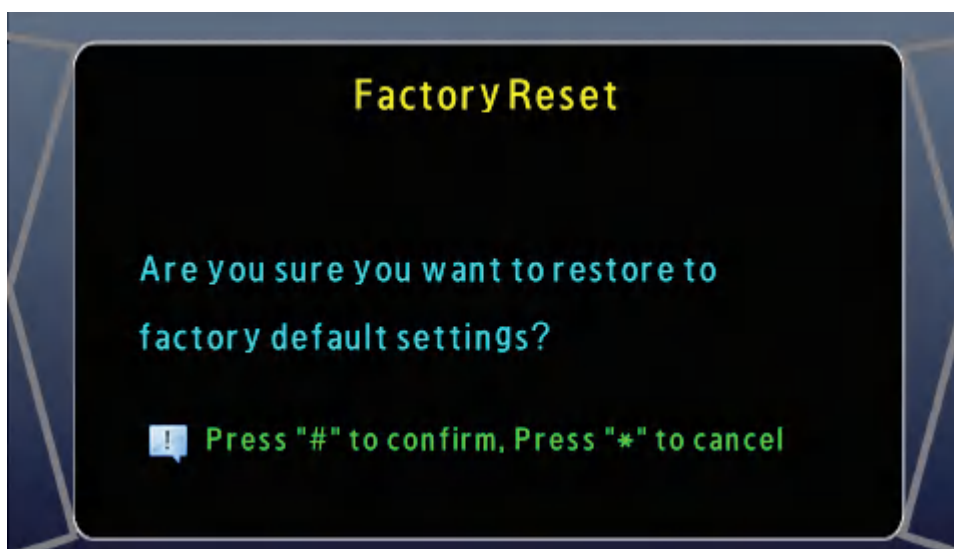 Factory Reset
Are you sure you want to restore to
factory default settings?
Press "#" to confirm, Press "*" to cancel